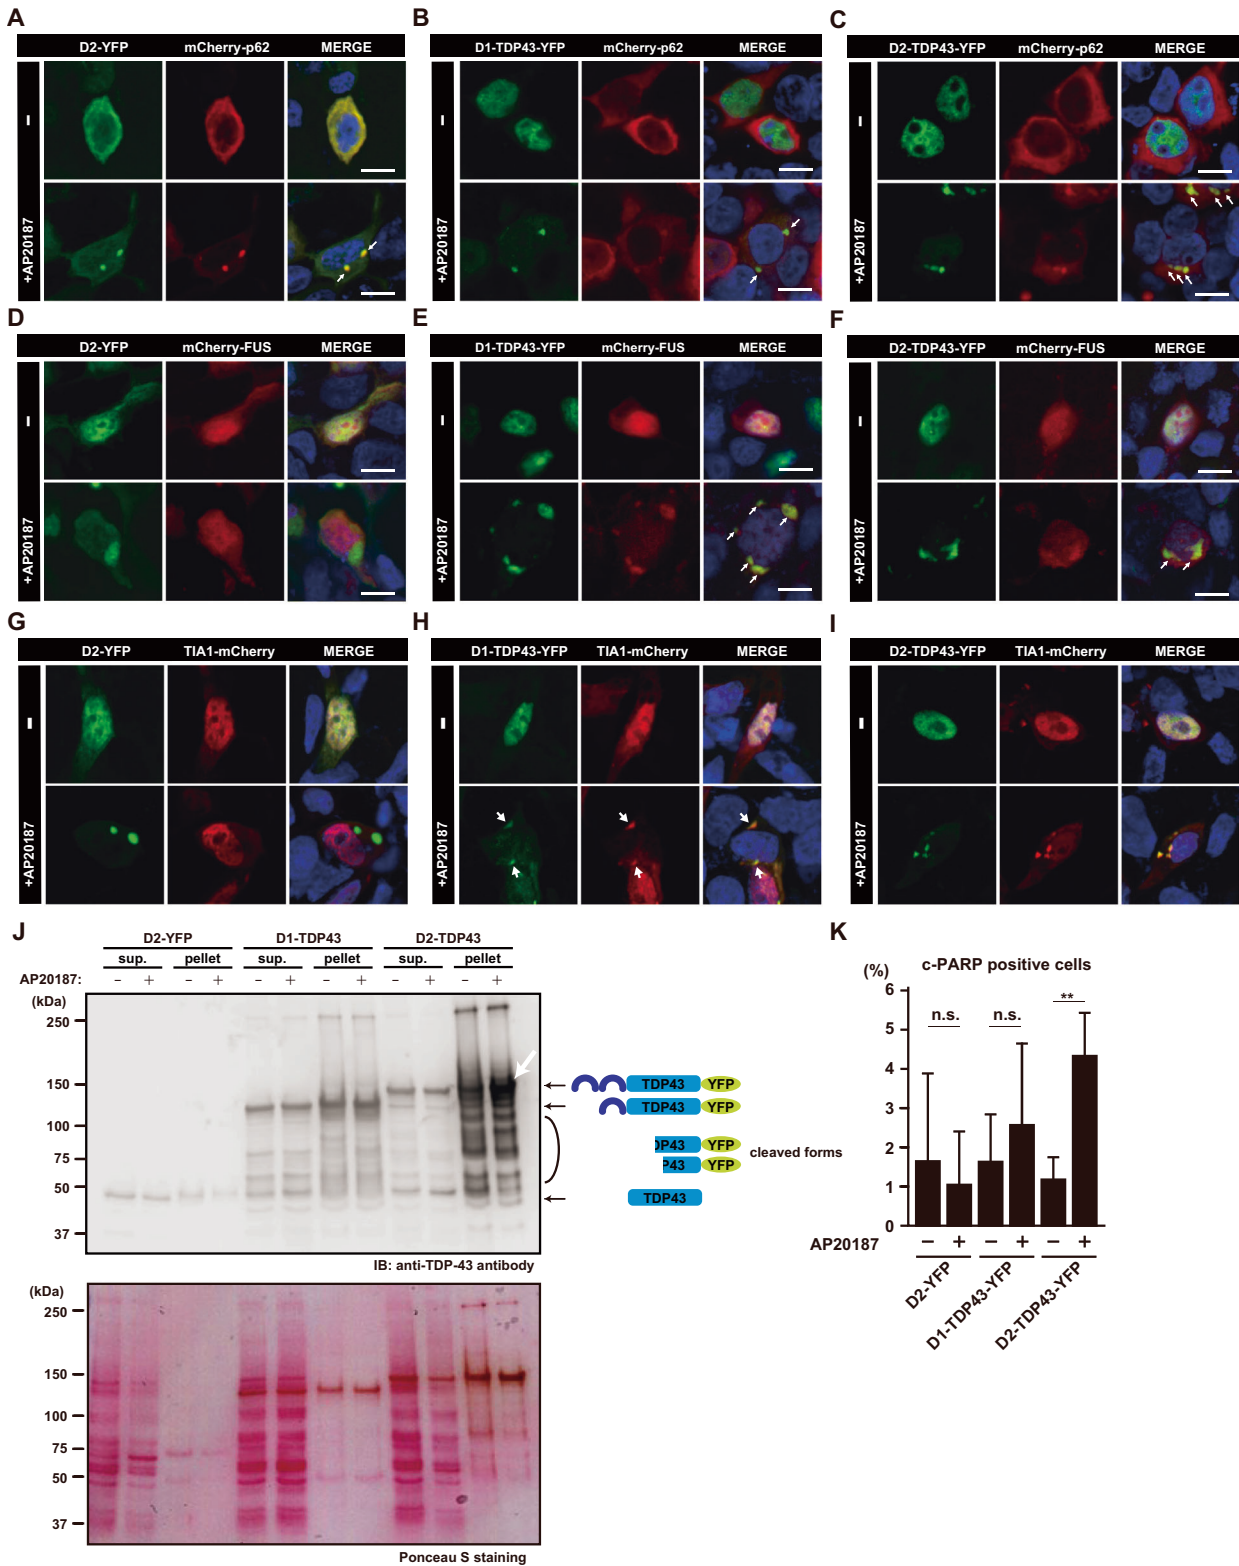 A
D2-YFP mCherry-p62 MERGE
–
+AP20187
B
D1-TDP43-YFP mCherry-p62 MERGE
–
+AP20187
C
D2-TDP43-YFP mCherry-p62 MERGE
–
+AP20187
D
D2-YFP mCherry-FUS MERGE
–
+AP20187
E
D1-TDP43-YFP mCherry-FUS MERGE
–
+AP20187
F
D2-TDP43-YFP mCherry-FUS MERGE
–
+AP20187
G
D2-YFP TIA1-mCherry MERGE
–
+AP20187
H
D1-TDP43-YFP TIA1-mCherry MERGE
–
+AP20187
I
D2-TDP43-YFP TIA1-mCherry MERGE
–
+AP20187
J
D2-YFP D1-TDP43 D2-TDP43
sup. pellet sup. pellet sup. pellet
AP20187: – + – + – + – + – + – +
(kDa)
250
150
100
75
50
37
TDP43 YFP
TDP43 YFP
DP43 YFP
P43 YFP
cleaved forms
TDP43
IB: anti-TDP-43 antibody
(kDa)
250
150
100
75
50
37
Ponceau S staining
K
(%) c-PARP positive cells
6
5
4
3
2
1
0
n.s. n.s. **
AP20187 – + – + – +
D2-YFP
D1-TDP43-YFP
D2-TDP43-YFP